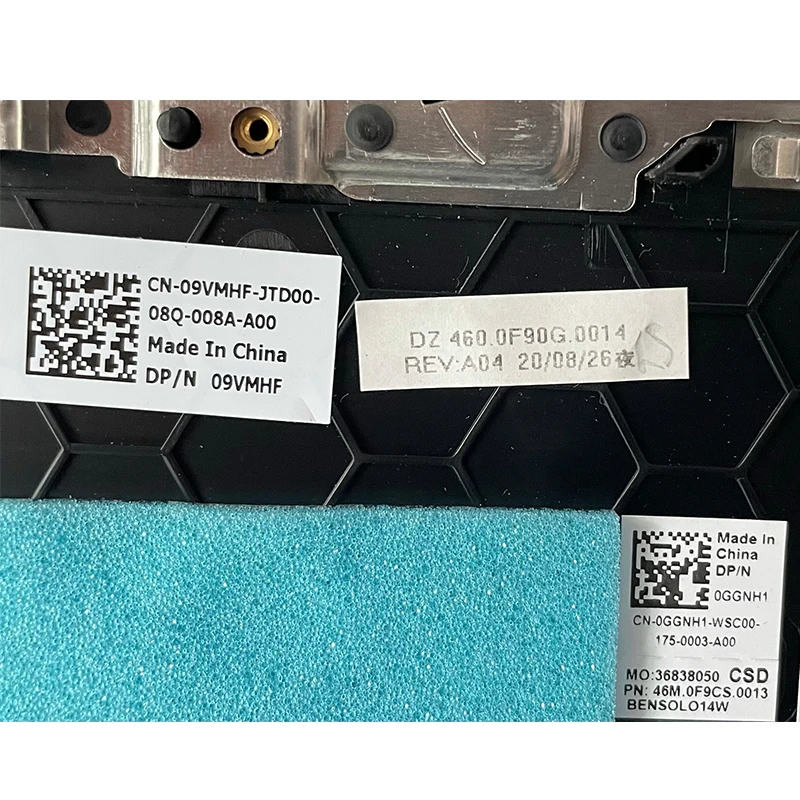 CN-09VMHF-JTD00-
08Q-008A-A00
Made In China
DP/N 09VMHF
DZ 460.0F90G.0014
REV:A04 20/08/26夜
S
Made In
China
DP/N
0GGNH1
CN-0GGNH1-WSC00-
175-0003-A00
MO:36838050 CSD
PN: 46M.0F9CS.0013
BENSOLO14W